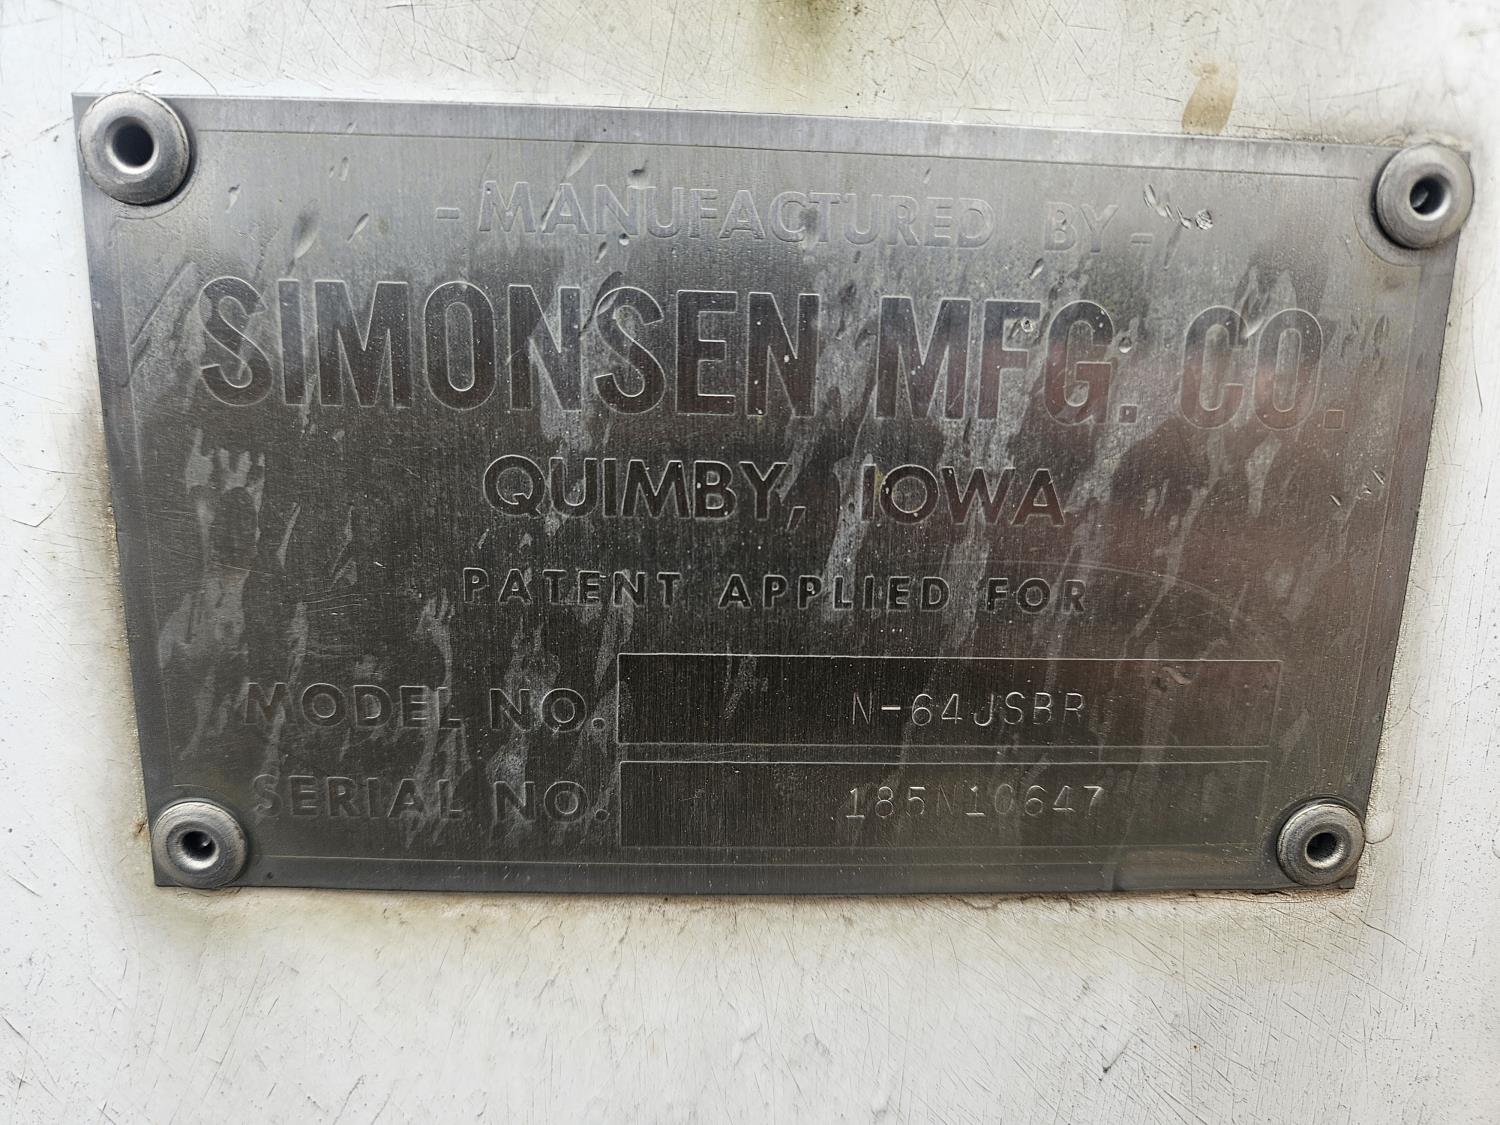 -MANUFACTURED BY-
SIMONSEN MFG. CO.
QUIMBY, IOWA
PATENT APPLIED FOR
MODEL NO. N-64JSBR
SERIAL NO. 185N10647